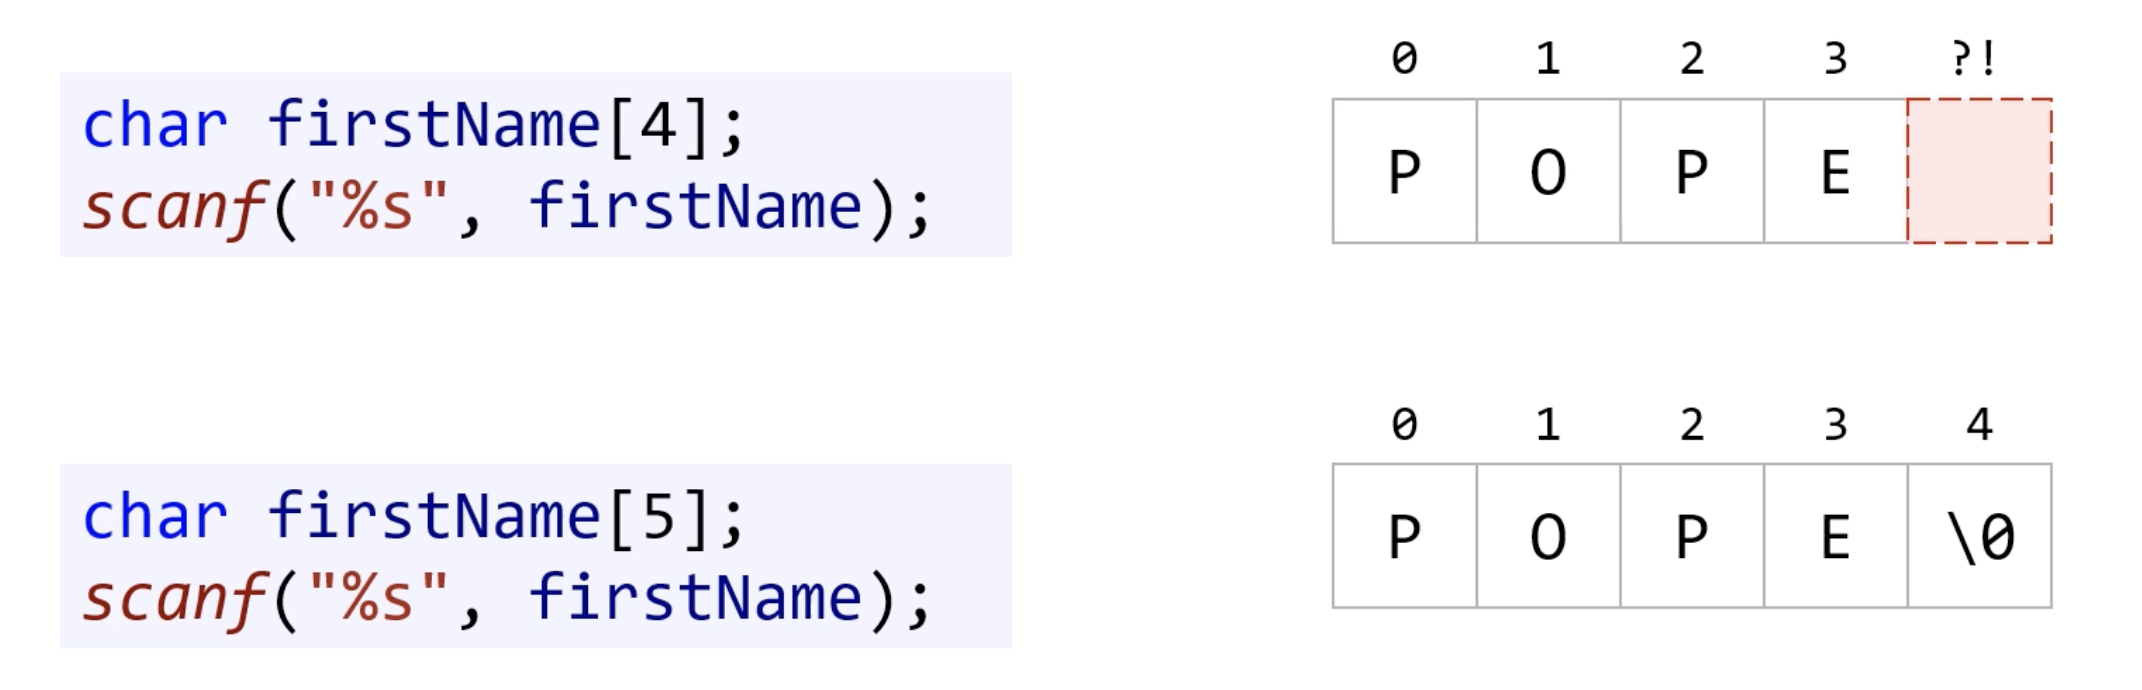 char firstName[4];
scanf("%s", firstName);
0 1 2 3 ?!
P O P E
char firstName[5];
scanf("%s", firstName);
0 1 2 3 4
P O P E \0